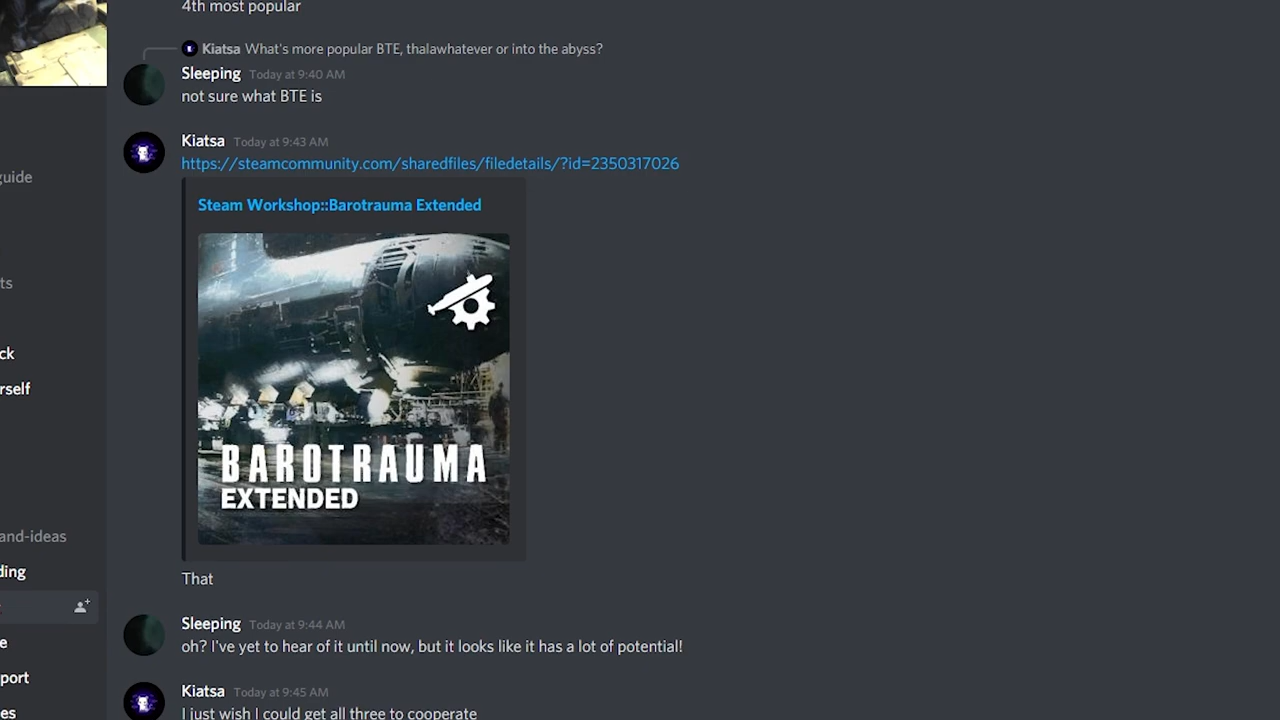 4th most popular
Kiatsa What's more popular BTE, thalawhatever or into the abyss?
Sleeping Today at 9:40 AM
not sure what BTE is
Kiatsa Today at 9:43 AM
https://steamcommunity.com/sharedfiles/filedetails/?id=2350317026
Steam Workshop::Barotrauma Extended
BAROTRAUMA
EXTENDED
That
Sleeping Today at 9:44 AM
oh? I've yet to hear of it until now, but it looks like it has a lot of potential!
Kiatsa Today at 9:45 AM
I just wish I could get all three to cooperate
guide
ts
ck
rself
and-ideas
ding
e
port
es